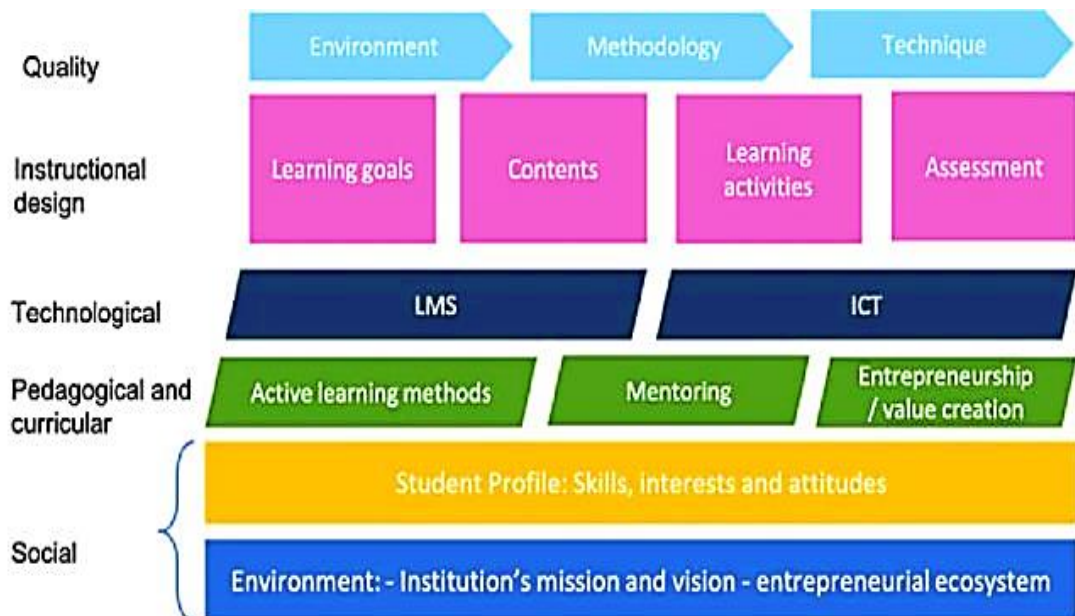 Quality
Environment
Methodology
Technique
Instructional
design
Learning goals
Contents
Learning
activities
Assessment
Technological
LMS
ICT
Pedagogical and
curricular
Active learning methods
Mentoring
Entrepreneurship
/ value creation
Social
Student Profile: Skills, interests and attitudes
Environment: - Institution's mission and vision - entrepreneurial ecosystem